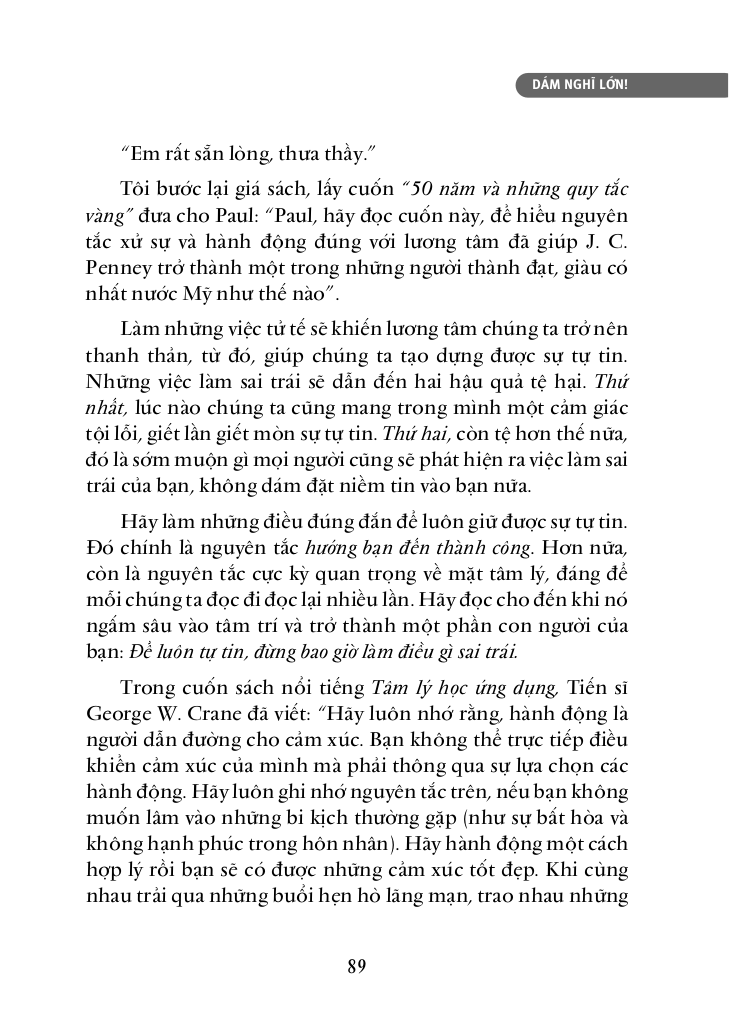 DÁM NGHĨ LỚN!
“Em rất sẵn lòng, thưa thầy.”
Tôi bước lại giá sách, lấy cuốn “50 năm và những quy tắc
vàng” đưa cho Paul: “Paul, hãy đọc cuốn này, để hiểu nguyên
tắc xử sự và hành động đúng với lương tâm đã giúp J. C.
Penney trở thành một trong những người thành đạt, giàu có
nhất nước Mỹ như thế nào”.
Làm những việc tử tế sẽ khiến lương tâm chúng ta trở nên
thanh thản, từ đó, giúp chúng ta tạo dựng được sự tự tin.
Những việc làm sai trái sẽ dẫn đến hai hậu quả tệ hại. Thứ
nhất, lúc nào chúng ta cũng mang trong mình một cảm giác
tội lỗi, giết lần giết mòn sự tự tin. Thứ hai, còn tệ hơn thế nữa,
đó là sớm muộn gì mọi người cũng sẽ phát hiện ra việc làm sai
trái của bạn, không dám đặt niềm tin vào bạn nữa.
Hãy làm những điều đúng đắn để luôn giữ được sự tự tin.
Đó chính là nguyên tắc hướng bạn đến thành công. Hơn nữa,
còn là nguyên tắc cực kỳ quan trọng về mặt tâm lý, đáng để
mỗi chúng ta đọc đi đọc lại nhiều lần. Hãy đọc cho đến khi nó
ngấm sâu vào tâm trí và trở thành một phần con người của
bạn: Để luôn tự tin, đừng bao giờ làm điều gì sai trái.
Trong cuốn sách nổi tiếng Tâm lý học ứng dụng, Tiến sĩ
George W. Crane đã viết: “Hãy luôn nhớ rằng, hành động là
người dẫn đường cho cảm xúc. Bạn không thể trực tiếp điều
khiển cảm xúc của mình mà phải thông qua sự lựa chọn các
hành động. Hãy luôn ghi nhớ nguyên tắc trên, nếu bạn không
muốn lâm vào những bi kịch thường gặp (như sự bất hòa và
không hạnh phúc trong hôn nhân). Hãy hành động một cách
hợp lý rồi bạn sẽ có được những cảm xúc tốt đẹp. Khi cùng
nhau trải qua những buổi hẹn hò lãng mạn, trao nhau những
89